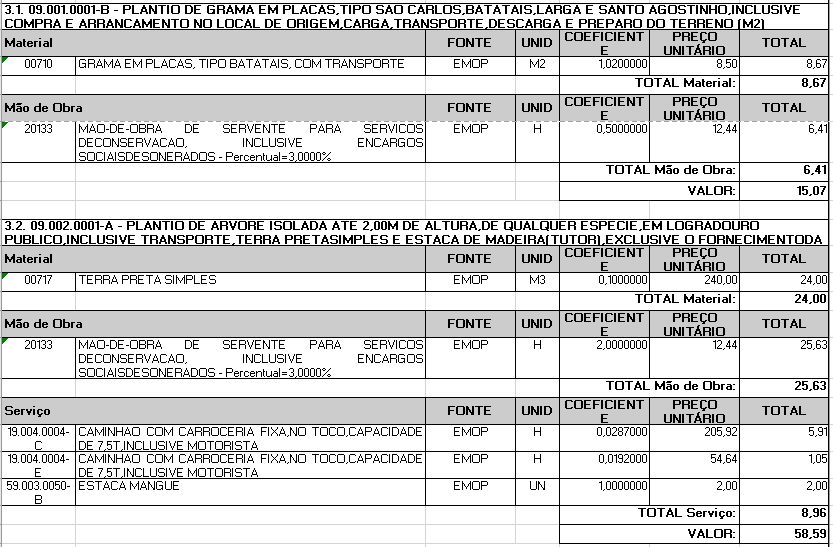 3.1. 09.001.0001-B - PLANTIO DE GRAMA EM PLACAS,TIPO SAO CARLOS,BATATAIS,LARGA E SANTO AGOSTINHO,INCLUSIVE
COMPRA E ARRANCAMENTO NO LOCAL DE ORIGEM,CARGA,TRANSPORTE,DESCARGA E PREPARO DO TERRENO (M2)
Material FONTE UNID COEFICIENT E PREÇO UNITÁRIO TOTAL
00710 GRAMA EM PLACAS, TIPO BATATAIS, COM TRANSPORTE EMOP M2 1,0200000 8,50 8,67
TOTAL Material: 8,67
Mão de Obra FONTE UNID COEFICIENT E PREÇO UNITÁRIO TOTAL
20133 MAO-DE-OBRA DE SERVENTE PARA SERVICOS EMOP H 0,5000000 12,44 6,41
DECONSERVACAO, INCLUSIVE ENCARGOS
SOCIAISDESONERADOS - Percentual=3,0000%
TOTAL Mão de Obra: 6,41
VALOR: 15,07
3.2. 09.002.0001-A - PLANTIO DE ARVORE ISOLADA ATE 2,00M DE ALTURA,DE QUALQUER ESPECIE,EM LOGRADOURO
PUBLICO,INCLUSIVE TRANSPORTE,TERRA PRETASIMPLES E ESTACA DE MADEIRA(TUTOR),EXCLUSIVE O FORNECIMENTODA
Material FONTE UNID COEFICIENT E PREÇO UNITÁRIO TOTAL
00717 TERRA PRETA SIMPLES EMOP M3 0,1000000 240,00 24,00
TOTAL Material: 24,00
Mão de Obra FONTE UNID COEFICIENT E PREÇO UNITÁRIO TOTAL
20133 MAO-DE-OBRA DE SERVENTE PARA SERVICOS EMOP H 2,0000000 12,44 25,63
DECONSERVACAO, INCLUSIVE ENCARGOS
SOCIAISDESONERADOS - Percentual=3,0000%
TOTAL Mão de Obra: 25,63
Serviço FONTE UNID COEFICIENT E PREÇO UNITÁRIO TOTAL
19.004.0004- CAMINHAO COM CARROCERIA FIXA,NO TOCO,CAPACIDADE EMOP H 0,0287000 205,92 5,91
C DE 7,5T,INCLUSIVE MOTORISTA
19.004.0004- CAMINHAO COM CARROCERIA FIXA,NO TOCO,CAPACIDADE EMOP H 0,0192000 54,64 1,05
E DE 7,5T,INCLUSIVE MOTORISTA
59.003.0050- ESTACA MANGUE EMOP UN 1,0000000 2,00 2,00
B
TOTAL Serviço: 8,96
VALOR: 58,59